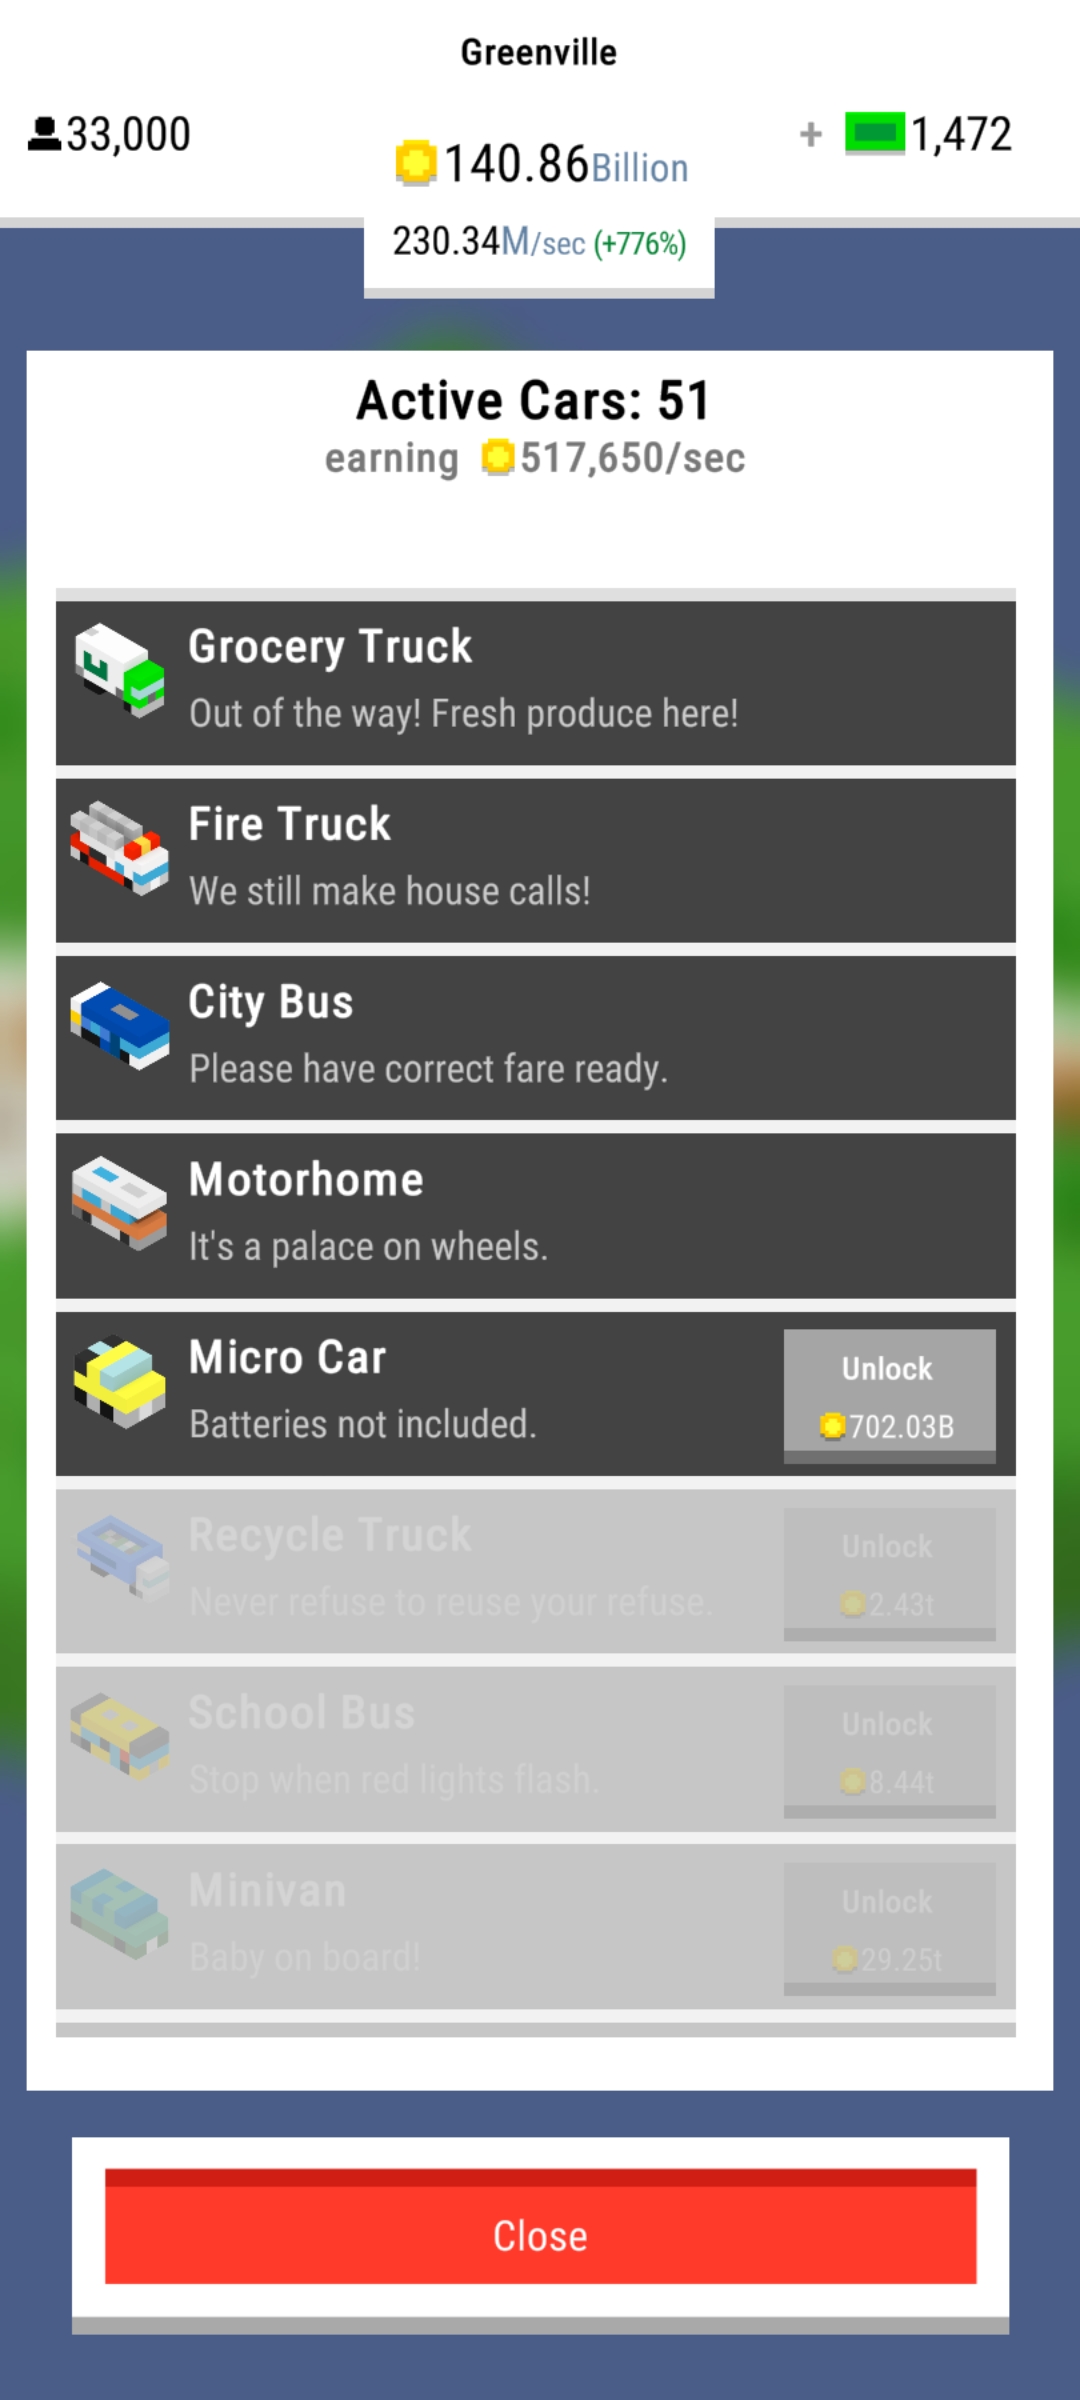 Greenville
33,000
140.86Billion
+ 1,472
230.34M/sec (+776%)
Active Cars: 51
earning 517,650/sec
Grocery Truck
Out of the way! Fresh produce here!
Fire Truck
We still make house calls!
City Bus
Please have correct fare ready.
Motorhome
It's a palace on wheels.
Micro Car
Batteries not included.
Unlock
702.03B
Recycle Truck
Never refuse to reuse your refuse.
Unlock
2.43t
School Bus
Stop when red lights flash.
Unlock
8.44t
Minivan
Baby on board!
Unlock
29.25t
Close